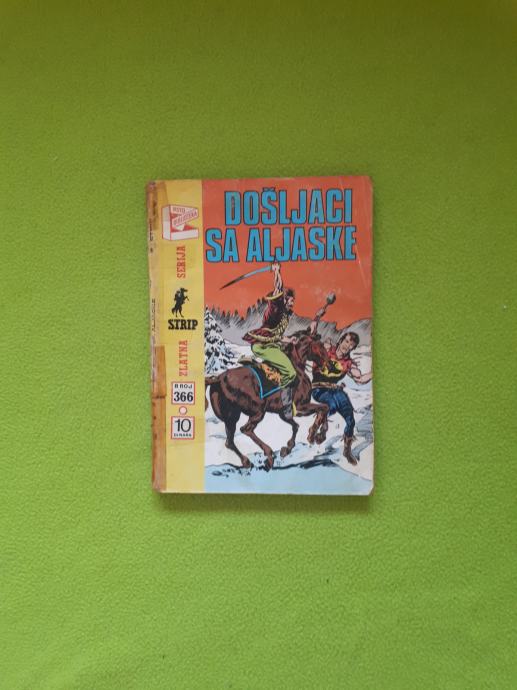 DOŠLJACI
SA ALJASKE
ZLATNA
STRIP
SERIJA
BROJ
366
10
DINARA